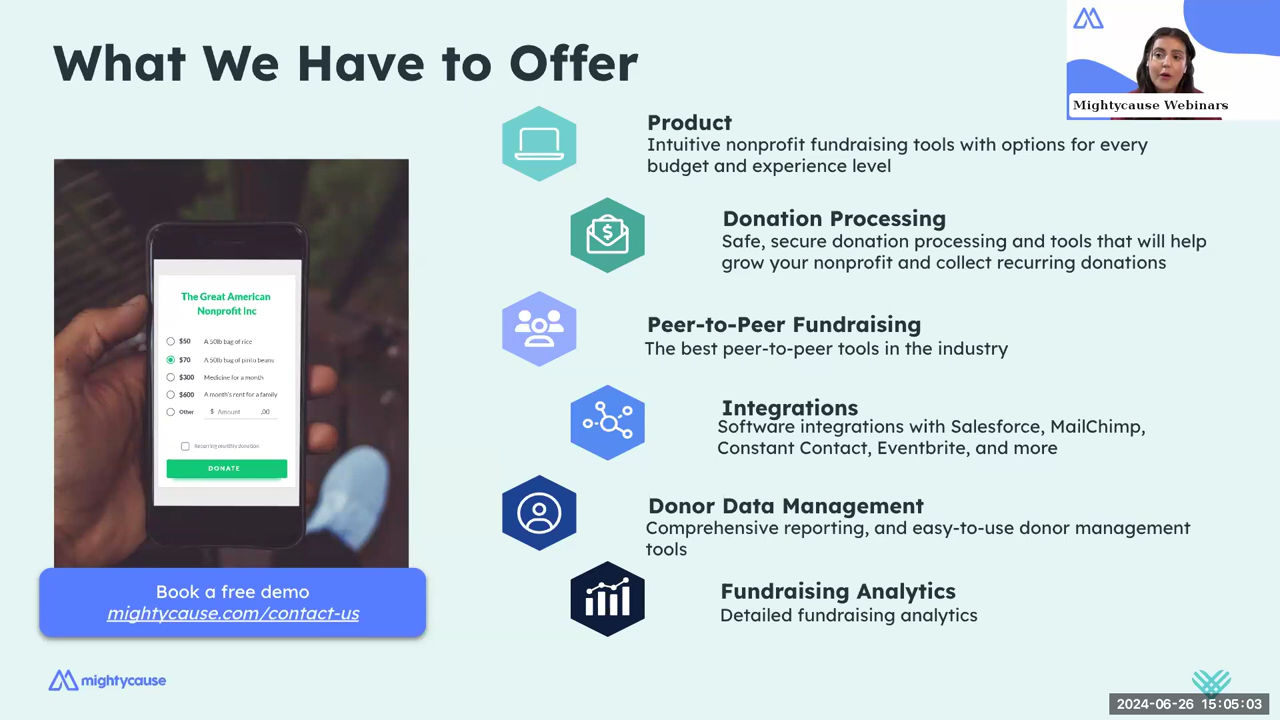 What We Have to Offer
Mightycause Webinars
Product
Intuitive nonprofit fundraising tools with options for every
budget and experience level
Donation Processing
Safe, secure donation processing and tools that will help
grow your nonprofit and collect recurring donations
Peer-to-Peer Fundraising
The best peer-to-peer tools in the industry
Integrations
Software integrations with Salesforce, MailChimp,
Constant Contact, Eventbrite, and more
Donor Data Management
Comprehensive reporting, and easy-to-use donor management
tools
Fundraising Analytics
Detailed fundraising analytics
The Great American
Nonprofit Inc
$50 A 50lb bag of rice
$70 A 50lb bag of pinto beans
$300 Medicine for a month
$600 A month's rent for a family
Other $ Amount .00
Recurring monthly donation
DONATE
Book a free demo
mightycause.com/contact-us
mightycause
2024-06-26 15:05:03